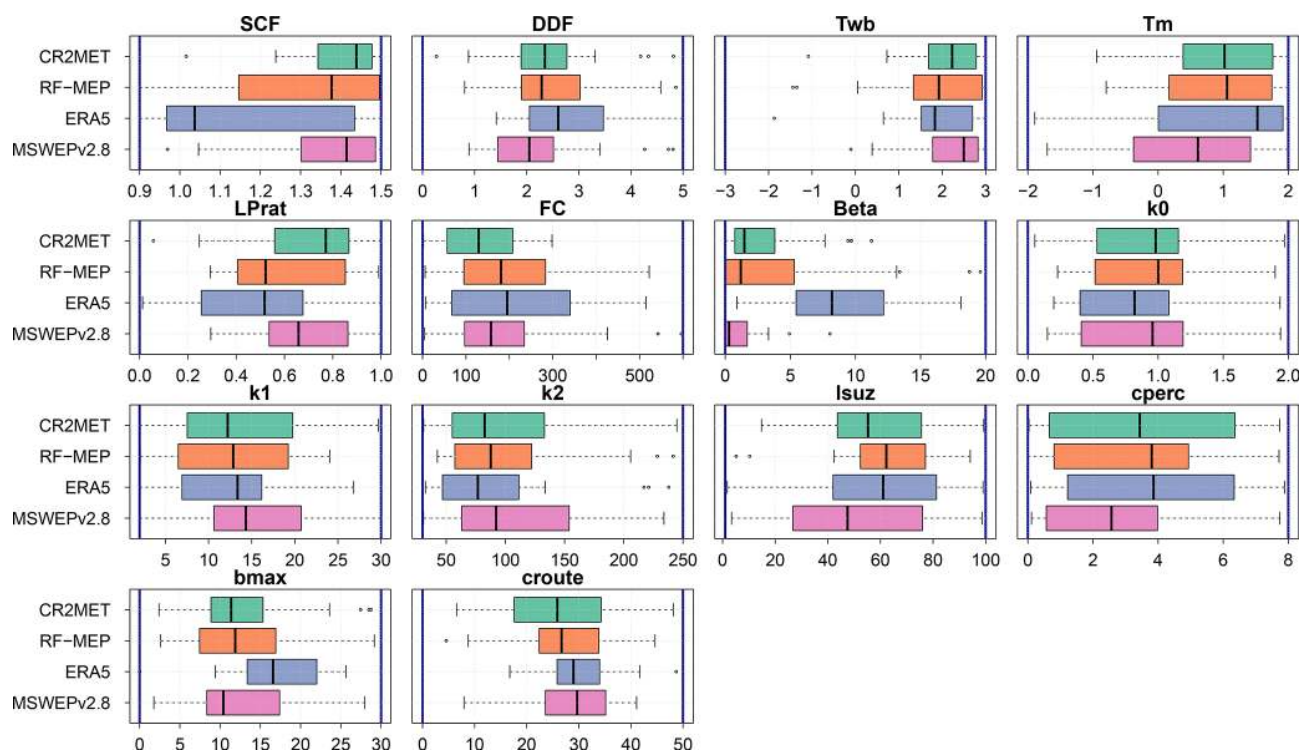 SCF DDF Twb Tm
CR2MET
RF−MEP
ERA5
MSWEPv2.8
0.9 1.0 1.1 1.2 1.3 1.4 1.5 0 1 2 3 4 5 −3 −2 −1 0 1 2 3 −2 −1 0 1 2
LPrat FC Beta k0
CR2MET
RF−MEP
ERA5
MSWEPv2.8
0.0 0.2 0.4 0.6 0.8 1.0 100 300 500 0 5 10 15 20 0.0 0.5 1.0 1.5 2.0
k1 k2 lsuz cperc
CR2MET
RF−MEP
ERA5
MSWEPv2.8
5 10 15 20 25 30 50 100 150 200 250 0 20 40 60 80 100 0 2 4 6 8
bmax croute
CR2MET
RF−MEP
ERA5
MSWEPv2.8
0 5 10 15 20 25 30 0 10 20 30 40 50